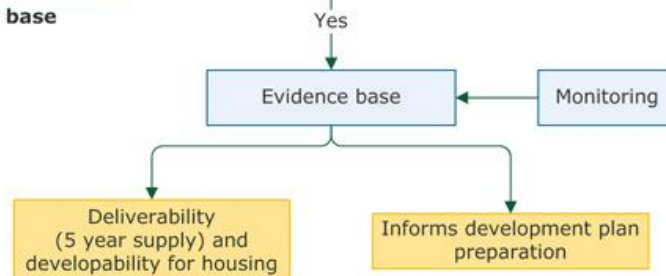 base
Yes
Evidence base
Monitoring
Deliverability
(5 year supply) and
developability for housing
Informs development plan
preparation